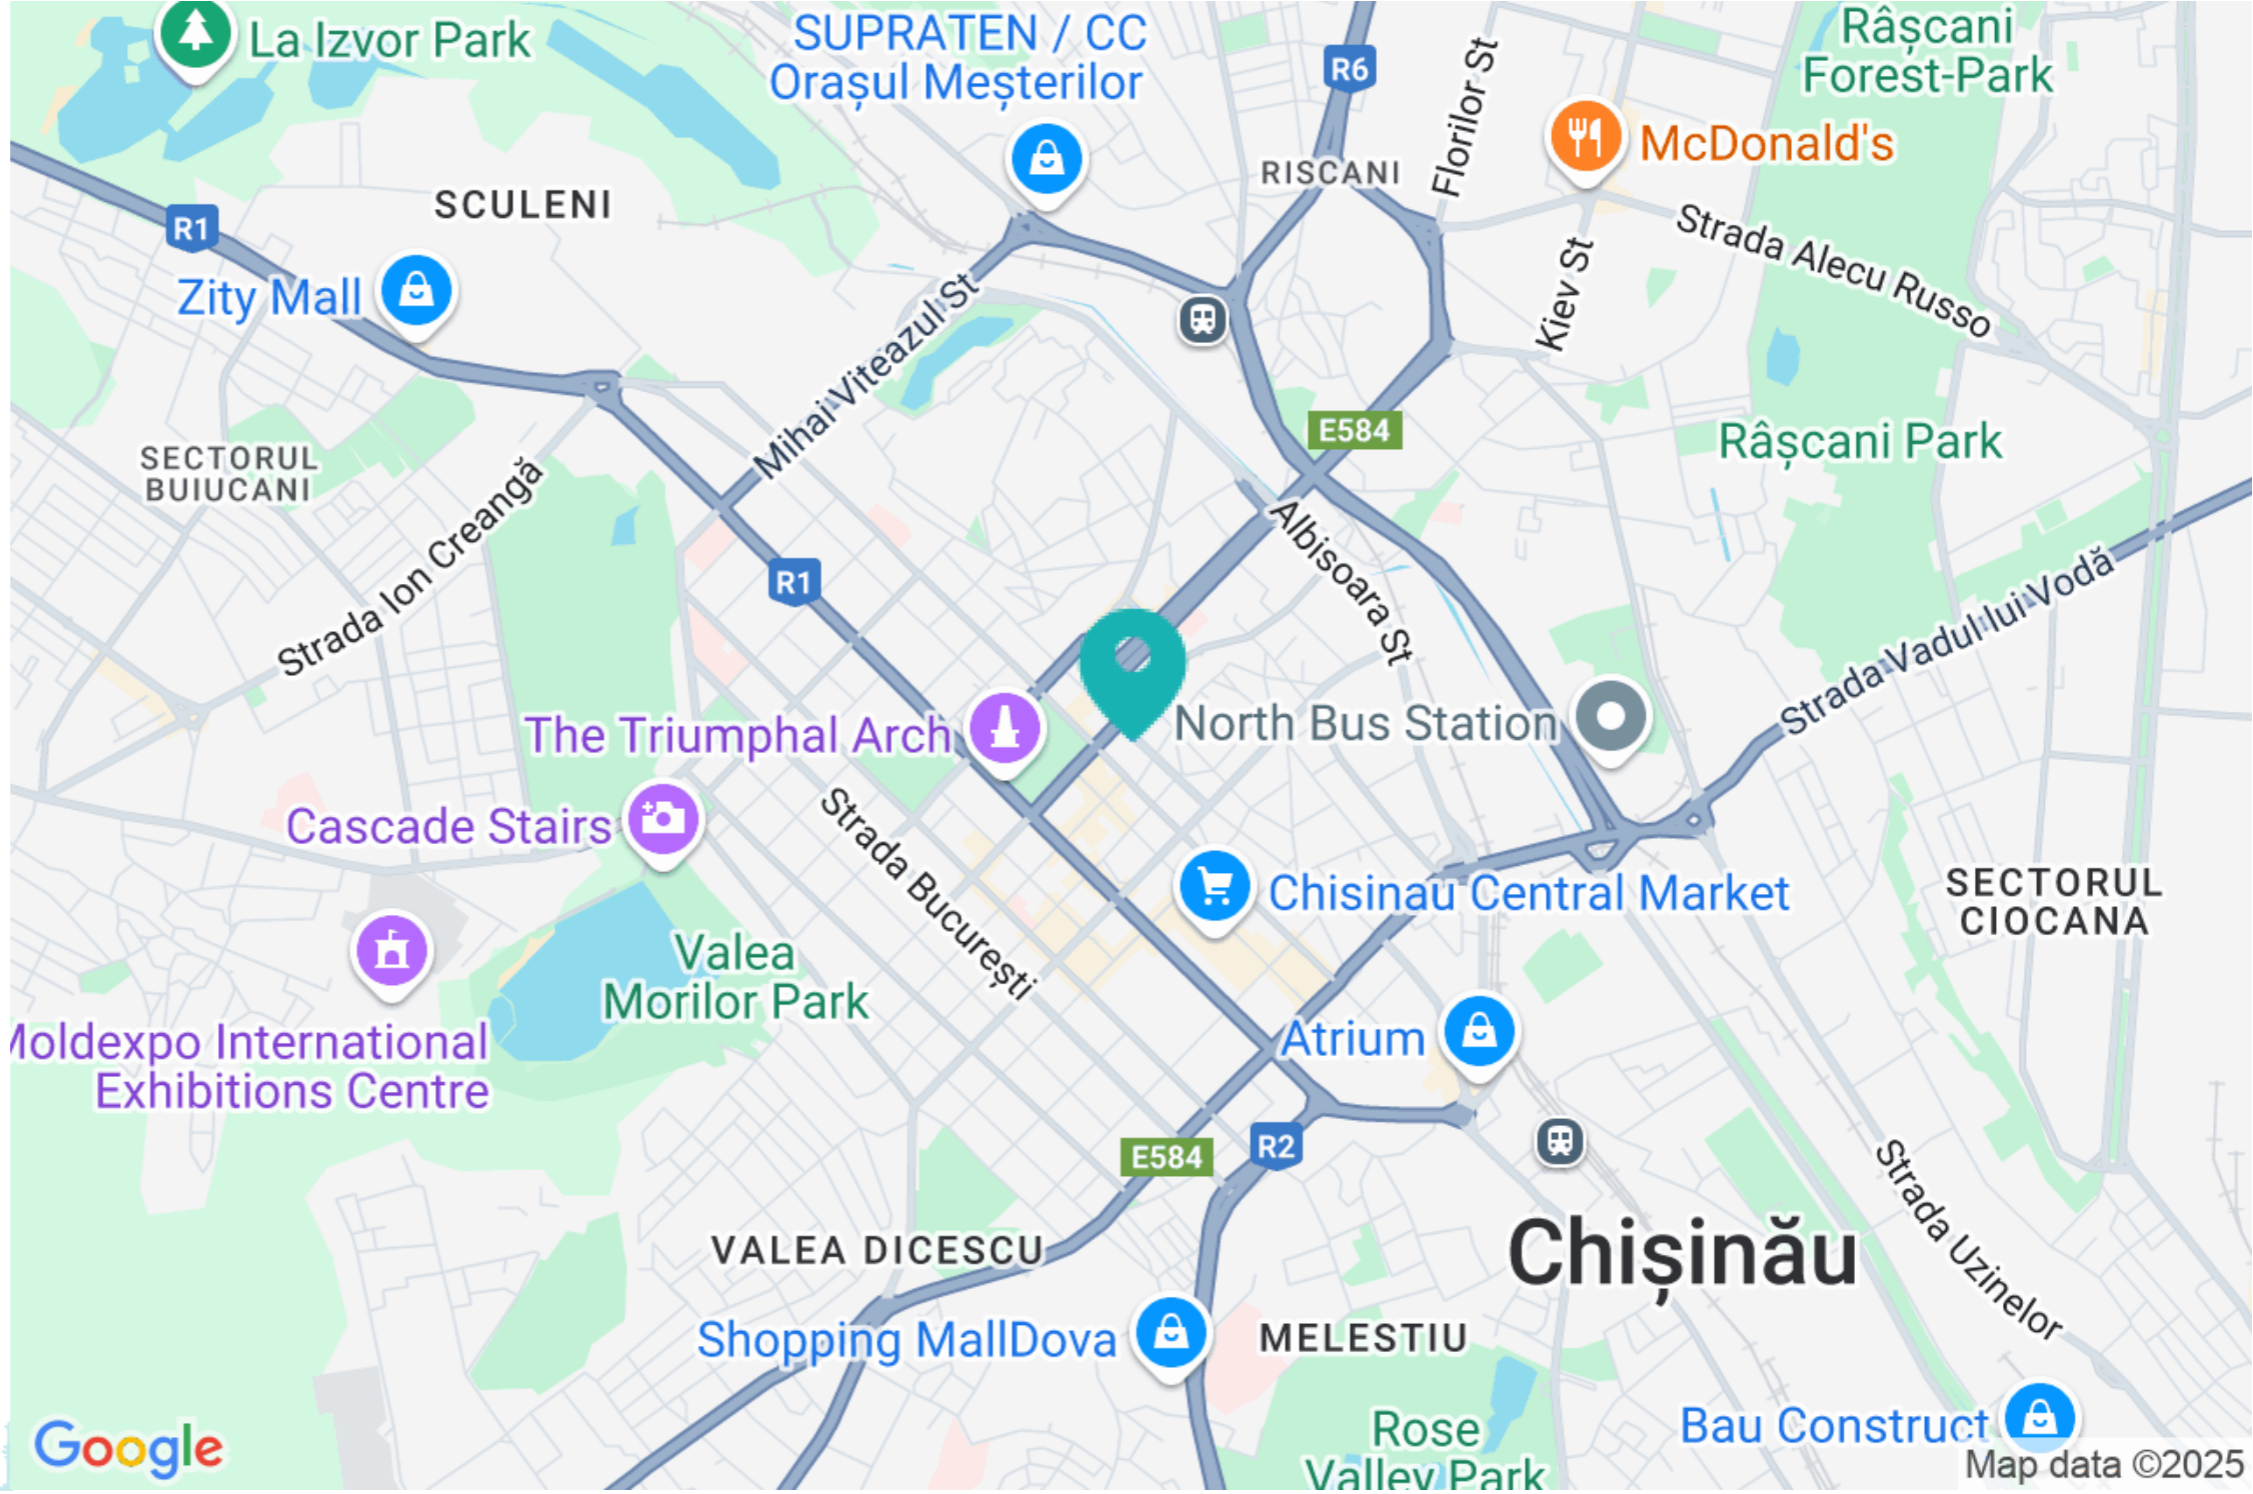 La Izvor Park
SUPRATEN / CC
Orașul Meșterilor
R6
Florilor St
Râșcani
Forest-Park
McDonald's
RISCANI
SCULENI
R1
Zity Mall
Strada Alecu Russo
Kiev St
Mihai Viteazul St
E584
Râșcani Park
SECTORUL
BUIUCANI
Strada Ion Creangă
R1
Albisoara St
Strada Vadul lui Vodă
The Triumphal Arch
North Bus Station
Cascade Stairs
Strada București
Chisinau Central Market
SECTORUL
CIOCANA
Valea
Morilor Park
Moldexpo International
Exhibitions Centre
Atrium
E584
R2
Strada Uzinelor
VALEA DICESCU
Chișinău
Shopping MallDova
MELESTIU
Rose
Valley Park
Bau Construct
Google
Map data ©2025